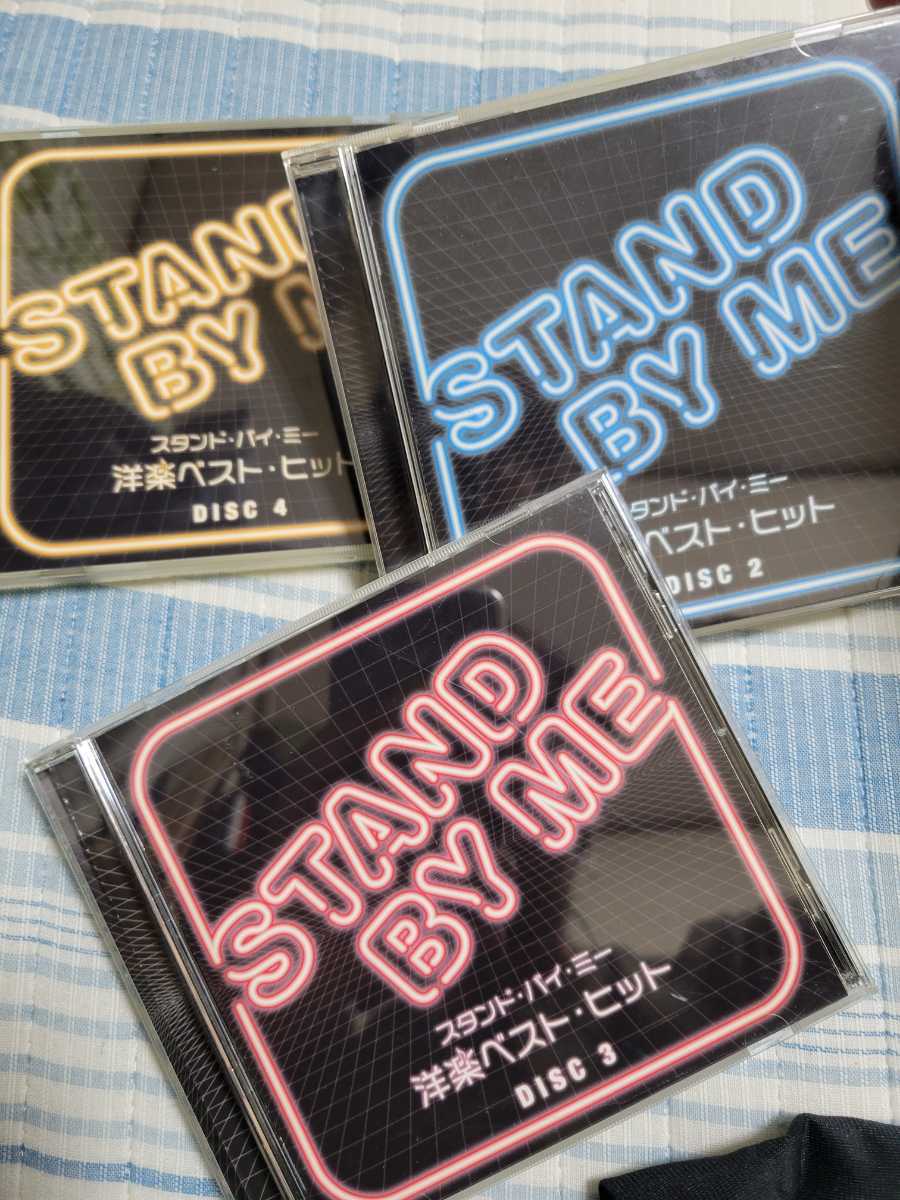 STAND
BY M
スタンド・バイ・ミー
洋楽ベスト・ヒット
DISC 4
STAND
BY ME
タンド・バイ・ミー
ベスト・ヒット
DISC 2
STAND
BY ME
スタンド・バイ・ミー
洋楽ベスト・ヒット
DISC 3